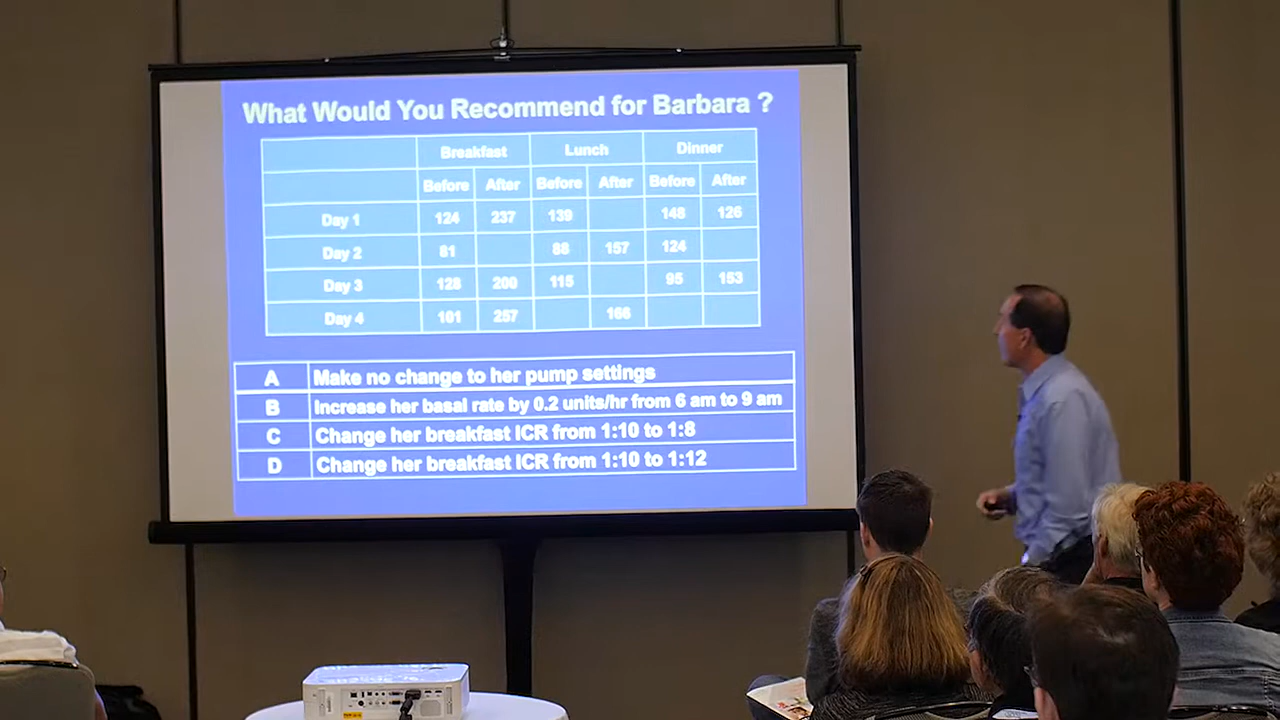 What Would You Recommend for Barbara ?
Breakfast Lunch Dinner
Before After Before After Before After
Day 1 124 237 139 148 126
Day 2 81 88 157 124
Day 3 128 200 115 95 153
Day 4 101 257 166
A Make no change to her pump settings
B Increase her basal rate by 0.2 units/hr from 6 am to 9 am
C Change her breakfast ICR from 1:10 to 1:8
D Change her breakfast ICR from 1:10 to 1:12